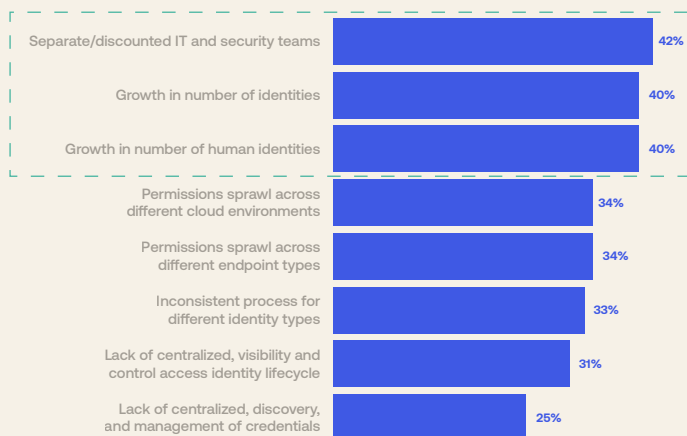 Separate/discounted IT and security teams 42%
Growth in number of identities 40%
Growth in number of human identities 40%
Permissions sprawl across
different cloud environments 34%
Permissions sprawl across
different endpoint types 34%
Inconsistent process for
different identity types 33%
Lack of centralized, visibility and
control access identity lifecycle 31%
Lack of centralized, discovery,
and management of credentials 25%